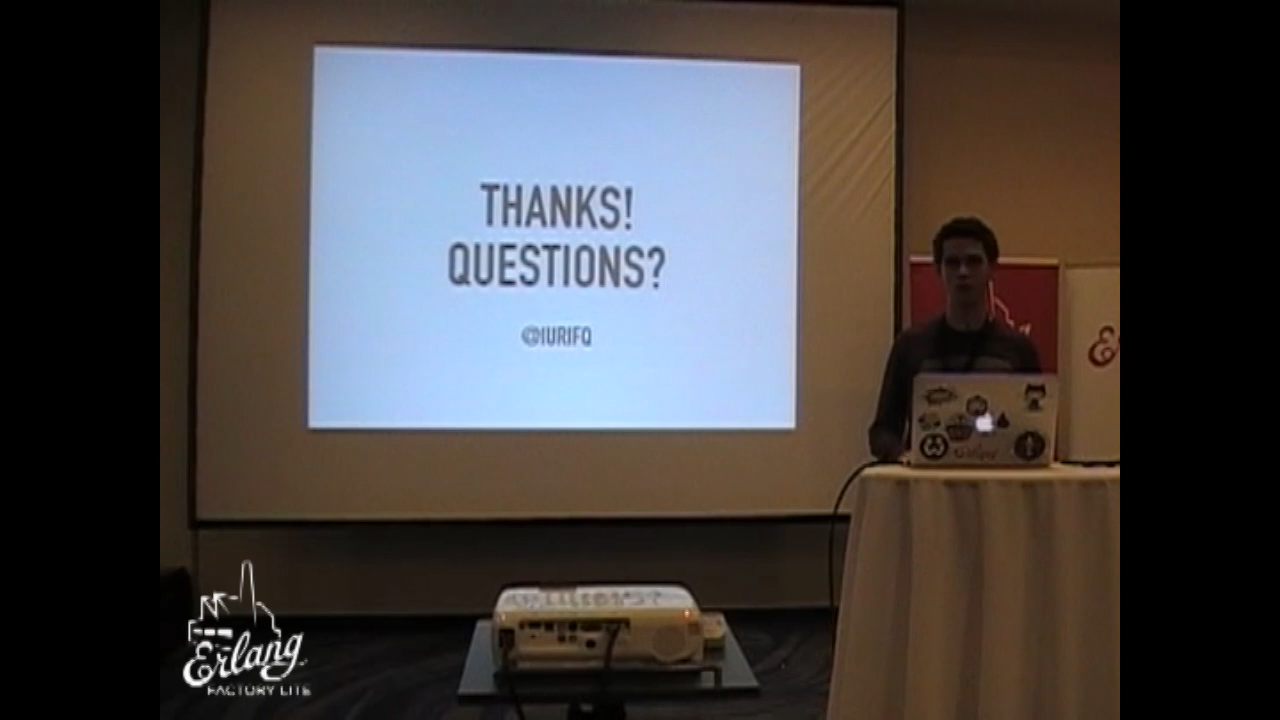 THANKS!
QUESTIONS?
@IURIFQ
Erlang
FACTORY LITE